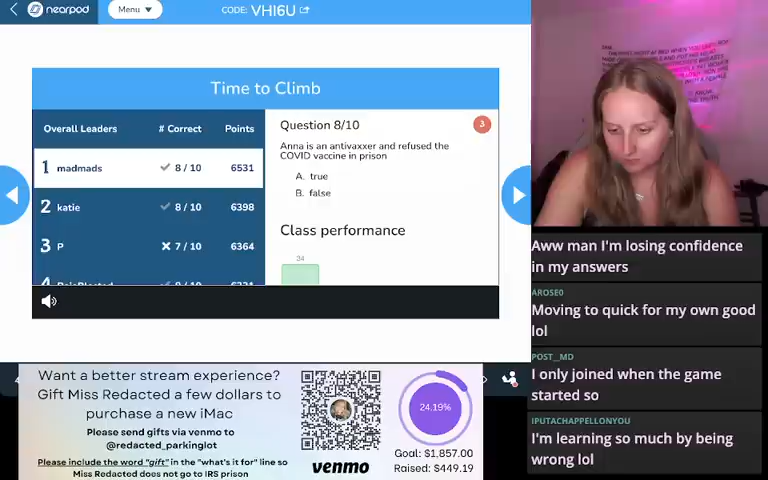 nearpod
Menu
CODE: VHI6U
Time to Climb
Overall Leaders # Correct Points
1 madmads 8 / 10 6531
2 katie 8 / 10 6398
3 P 7 / 10 6364
Question 8/10
3
Anna is an antivaxxer and refused the
COVID vaccine in prison
A. true
B. false
Class performance
34
Aww man I'm losing confidence
in my answers
AROSE0
Moving to quick for my own good
lol
POST__MD
I only joined when the game
started so
IPUTACHAPPELLONYOU
I'm learning so much by being
wrong lol
Want a better stream experience?
Gift Miss Redacted a few dollars to
purchase a new iMac
Please send gifts via venmo to
@redacted_parkinglot
Please include the word "gift" in the "what's it for" line so
Miss Redacted does not go to IRS prison
venmo
24.19%
Goal: $1,857.00
Raised: $449.19